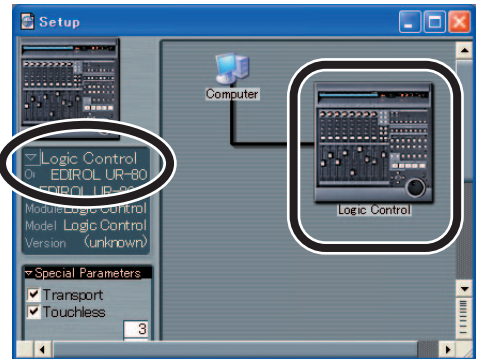 Setup
Computer
Logic Control
Logic Control
EDIROL UR-80
EDIROL UR-80
Module Logic Control
Model Logic Control
Version (unknown)
Special Parameters
Transport
Touchless
3